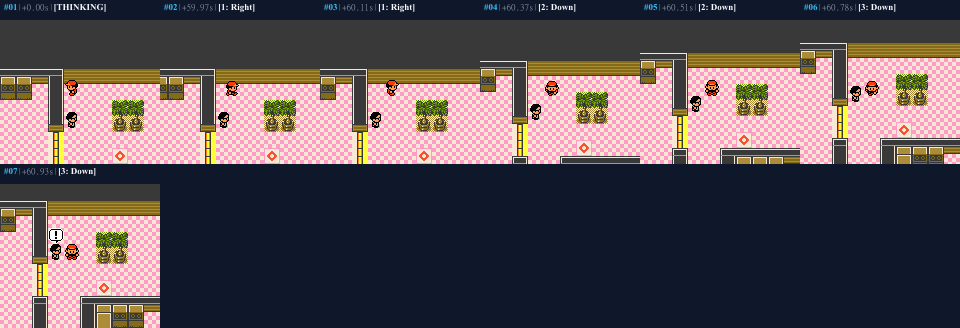 #01|+0.00s|[THINKING]
#02|+59.97s|[1: Right]
#03|+60.11s|[1: Right]
#04|+60.37s|[2: Down]
#05|+60.51s|[2: Down]
#06|+60.78s|[3: Down]
#07|+60.93s|[3: Down]
!